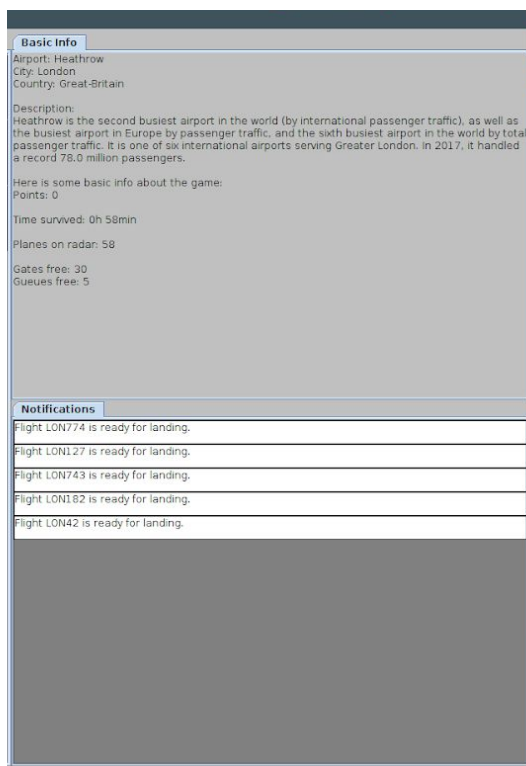 Basic Info
Airport: Heathrow
City: London
Country: Great-Britain
Description:
Heathrow is the second busiest airport in the world (by international passenger traffic), as well as
the busiest airport in Europe by passenger traffic, and the sixth busiest airport in the world by total
passenger traffic. It is one of six international airports serving Greater London. In 2017, it handled
a record 78.0 million passengers.
Here is some basic info about the game:
Points: 0
Time survived: 0h 58min
Planes on radar: 58
Gates free: 30
Gueues free: 5
Notifications
Flight LON774 is ready for landing.
Flight LON127 is ready for landing.
Flight LON743 is ready for landing.
Flight LON182 is ready for landing.
Flight LON42 is ready for landing.